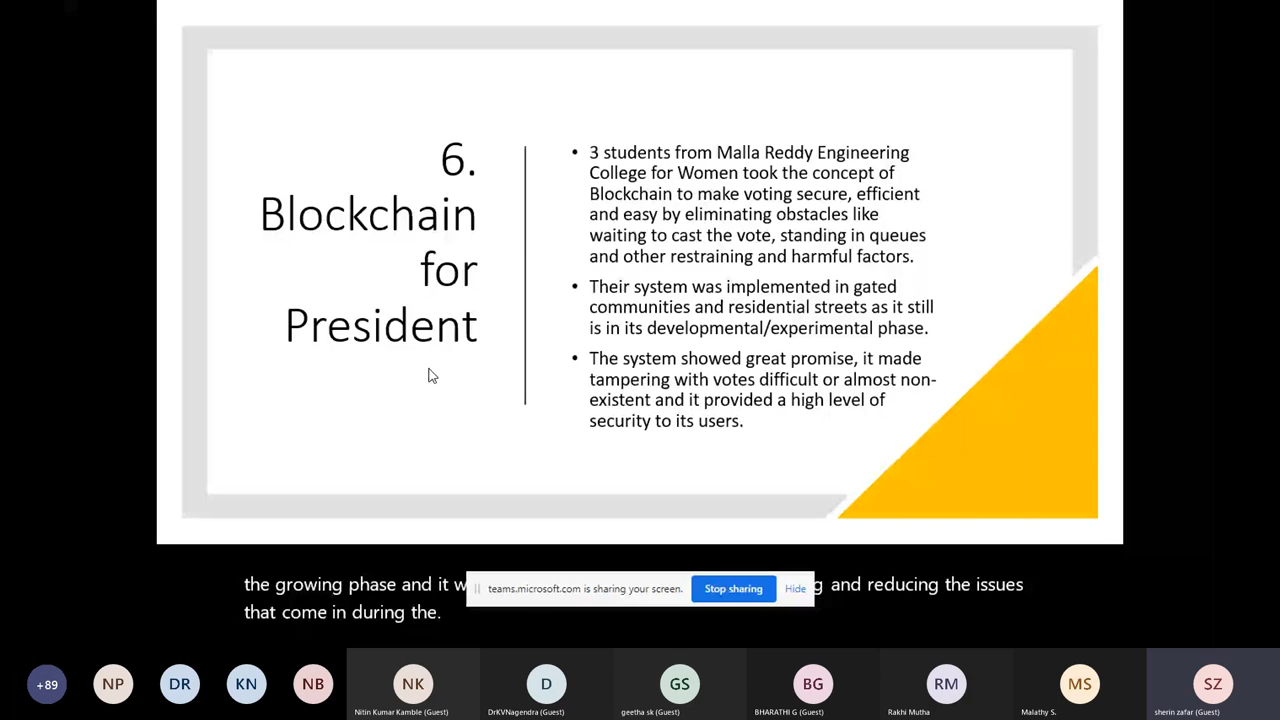 6.
Blockchain
for
President
• 3 students from Malla Reddy Engineering
College for Women took the concept of
Blockchain to make voting secure, efficient
and easy by eliminating obstacles like
waiting to cast the vote, standing in queues
and other restraining and harmful factors.
• Their system was implemented in gated
communities and residential streets as it still
is in its developmental/experimental phase.
• The system showed great promise, it made
tampering with votes difficult or almost non-
existent and it provided a high level of
security to its users.
the growing phase and it w
teams.microsoft.com is sharing your screen.
Stop sharing
Hide
g and reducing the issues
that come in during the.
+89
NP
DR
KN
NB
NK
Nitin Kumar Kamble (Guest)
D
DrKVNagendra (Guest)
GS
geetha sk (Guest)
BG
BHARATHI G (Guest)
RM
Rakhi Mutha
MS
Malathy S.
SZ
sherin zafar (Guest)